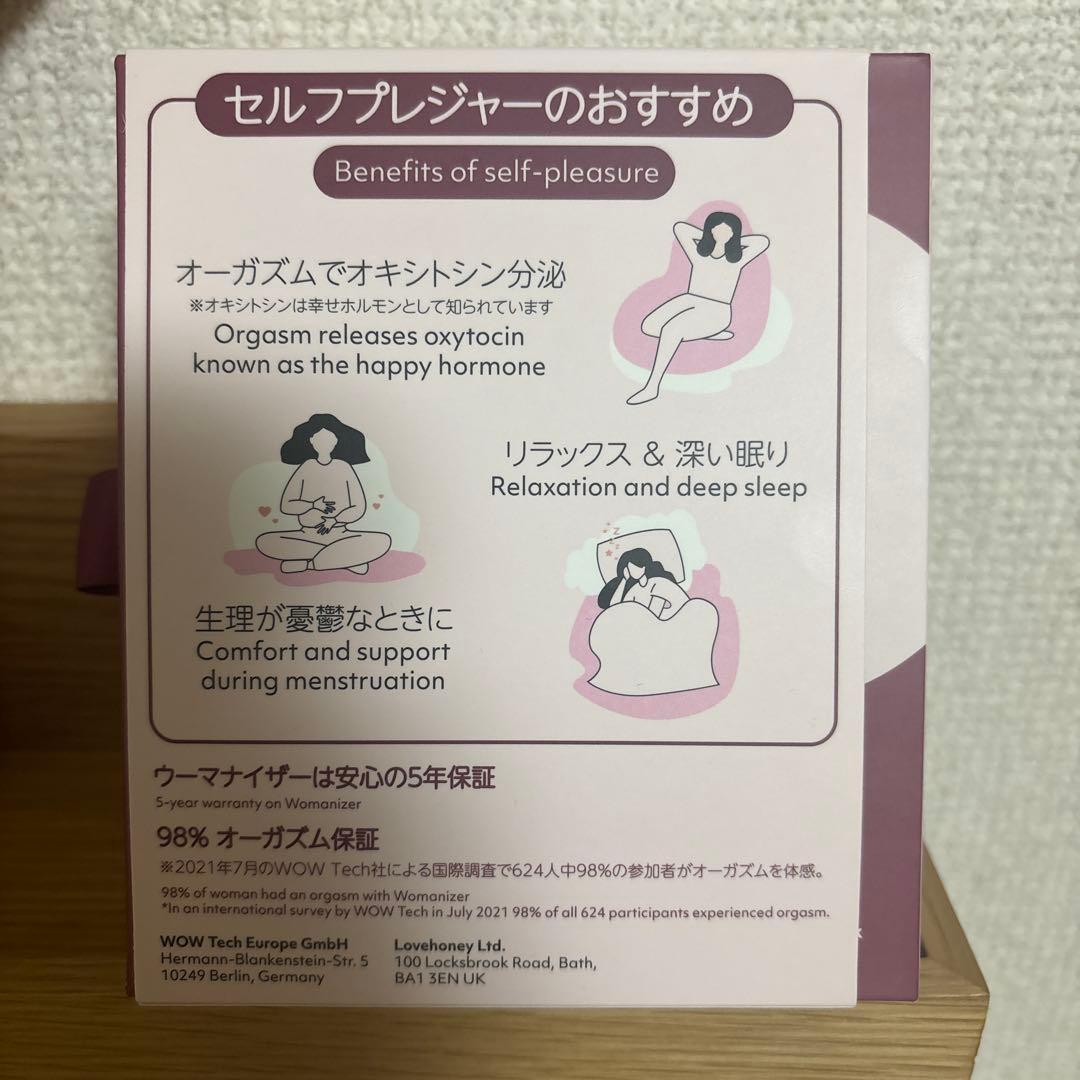 セルフプレジャーのおすすめ
Benefits of self-pleasure
オーガズムでオキシトシン分泌
※オキシトシンは幸せホルモンとして知られています
Orgasm releases oxytocin
known as the happy hormone
リラックス & 深い眠り
Relaxation and deep sleep
z
z
z
生理が憂鬱なときに
Comfort and support
during menstruation
ウーマナイザーは安心の5年保証
5-year warranty on Womanizer
98% オーガズム保証
※2021年7月のWOW Tech社による国際調査で624人中98%の参加者がオーガズムを体感。
98% of woman had an orgasm with Womanizer
*In an international survey by WOW Tech in July 2021 98% of all 624 participants experienced orgasm.
WOW Tech Europe GmbH
Hermann-Blankenstein-Str. 5
10249 Berlin, Germany
Lovehoney Ltd.
100 Locksbrook Road, Bath,
BA1 3EN UK